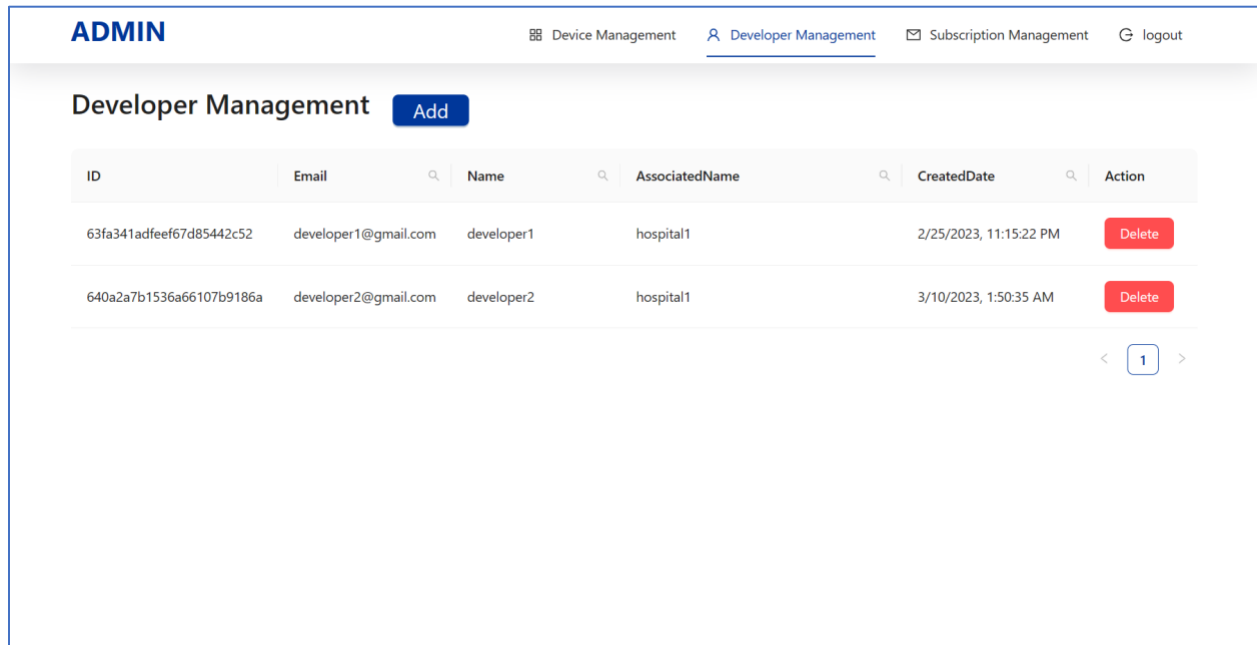 ADMIN Device Management Developer Management Subscription Management logout
Developer Management Add
ID Email Name AssociatedName CreatedDate Action
63fa341adfeef67d85442c52 developer1@gmail.com developer1 hospital1 2/25/2023, 11:15:22 PM Delete
640a2a7b1536a66107b9186a developer2@gmail.com developer2 hospital1 3/10/2023, 1:50:35 AM Delete
< 1 >